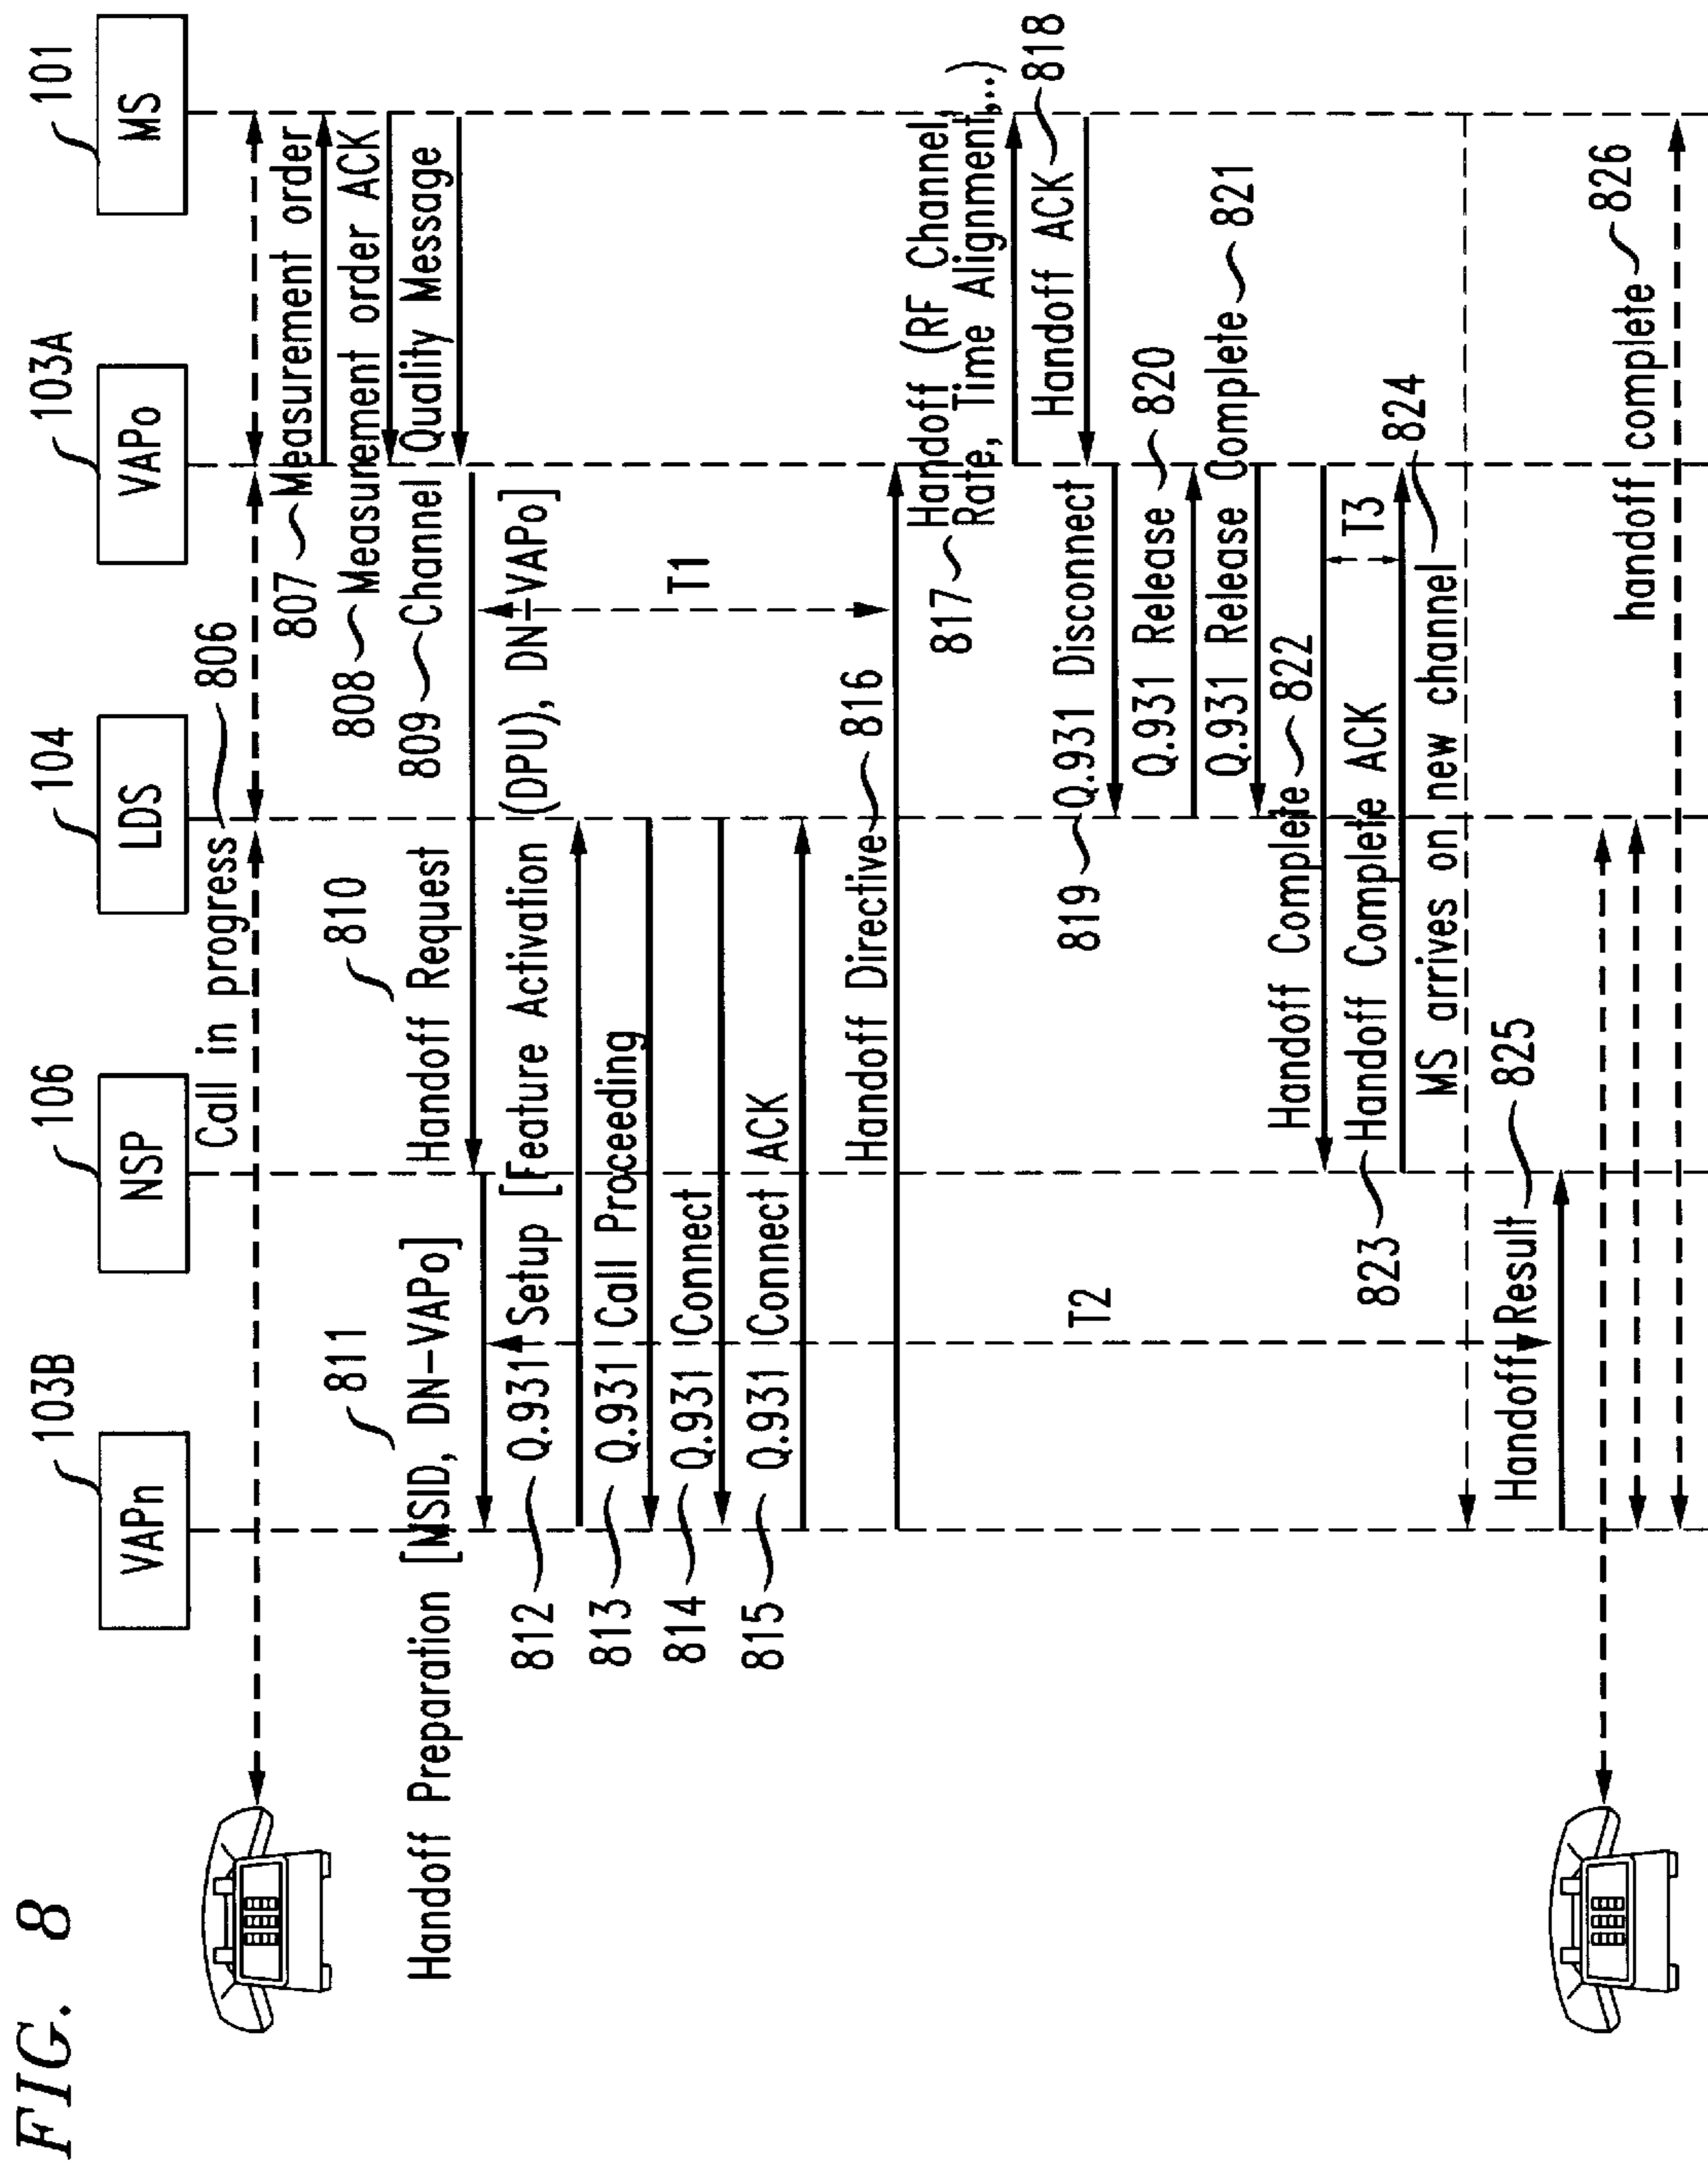 FIG. 8
103B
106
104
103A
101
VAPn
NSP
LDS
VAPo
MS
Call in progress
806
807
Measurement order
808
Measurement order ACK
809
Channel Quality Message
810
Handoff Request
811
Handoff Preparation [MSID, DN-VAPo]
812
Q.931 Setup [Feature Activation (DPU), DN-VAPo]
813
Q.931 Call Proceeding
T1
814
Q.931 Connect
815
Q.931 Connect ACK
Handoff Directive
816
817
Handoff (RF Channel,
Rate, Time Alignment,..)
Handoff ACK
818
819
Q.931 Disconnect
T2
Q.931 Release
820
Q.931 Release Complete
821
Handoff Complete
822
823
Handoff Complete ACK
T3
MS arrives on new channel
824
Handoff Result
825
handoff complete
826